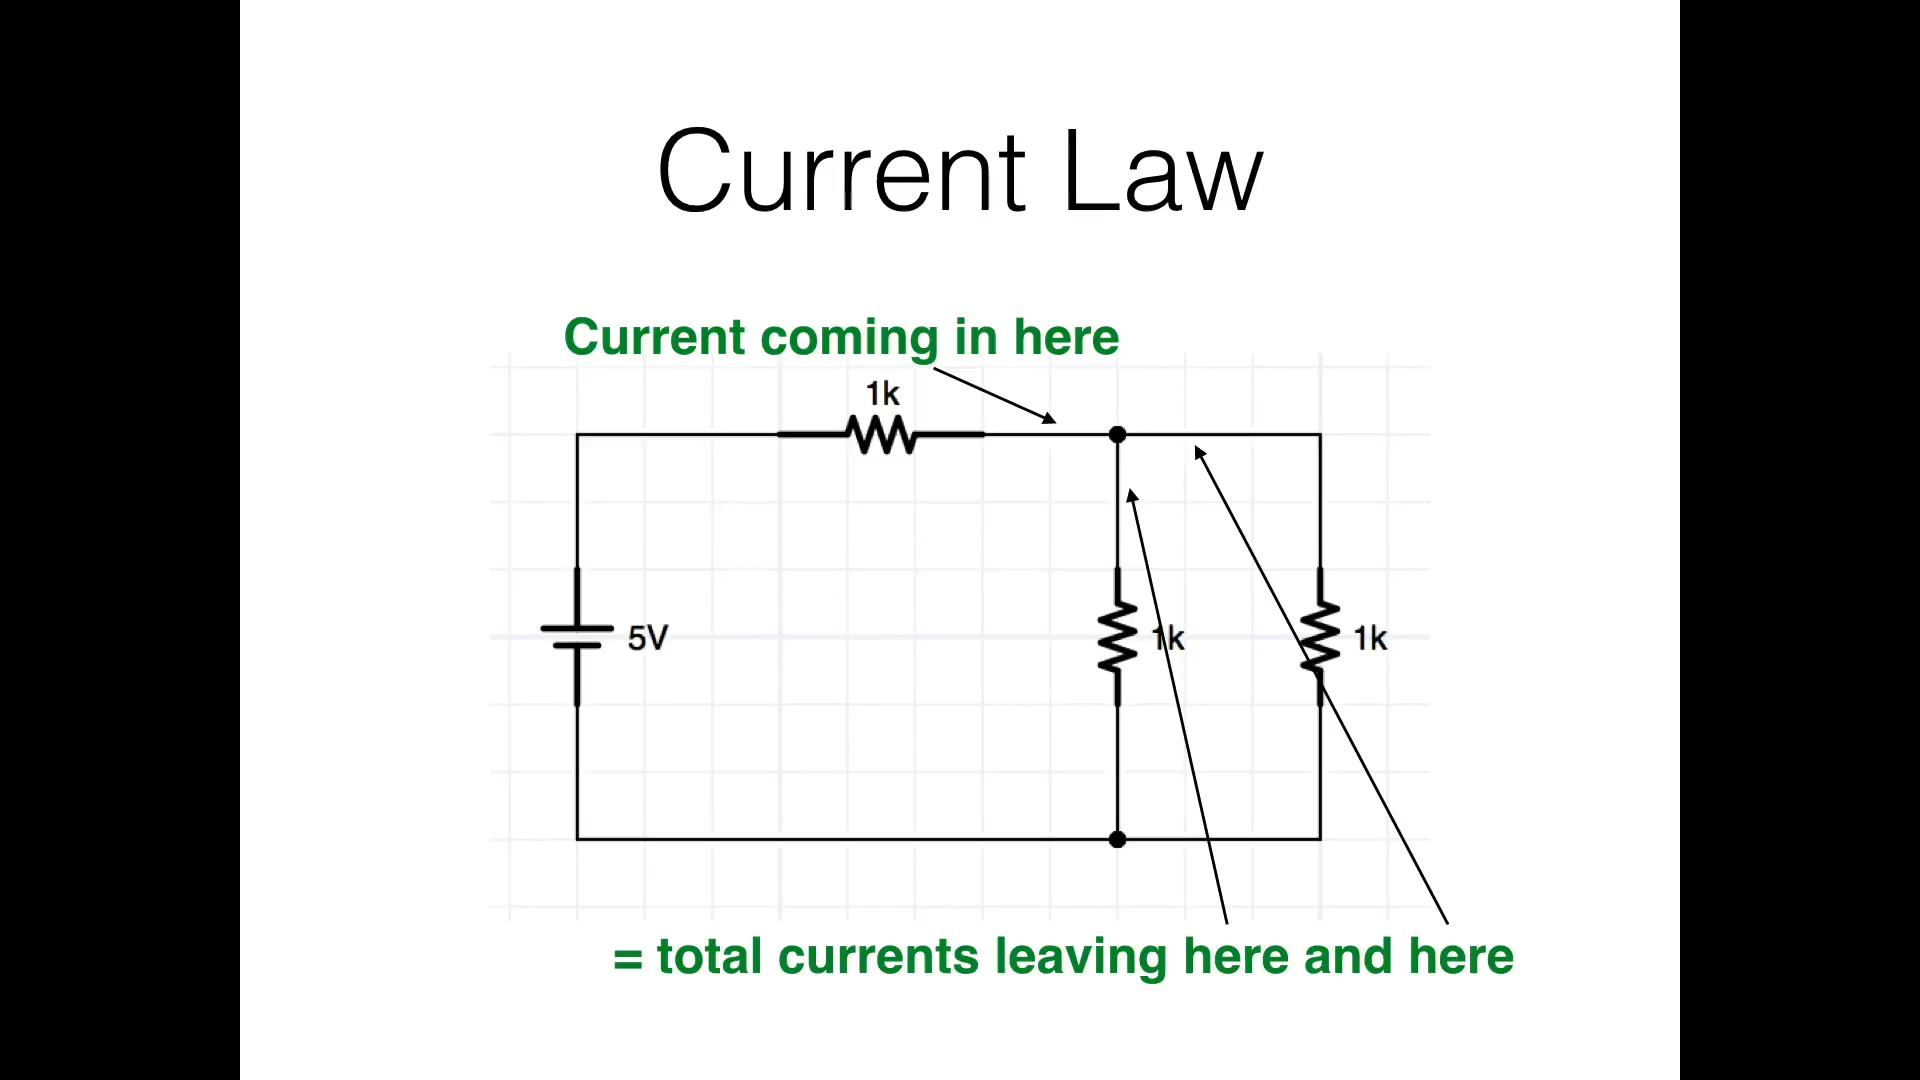 Current Law
Current coming in here
1k
5V
1k
1k
= total currents leaving here and here